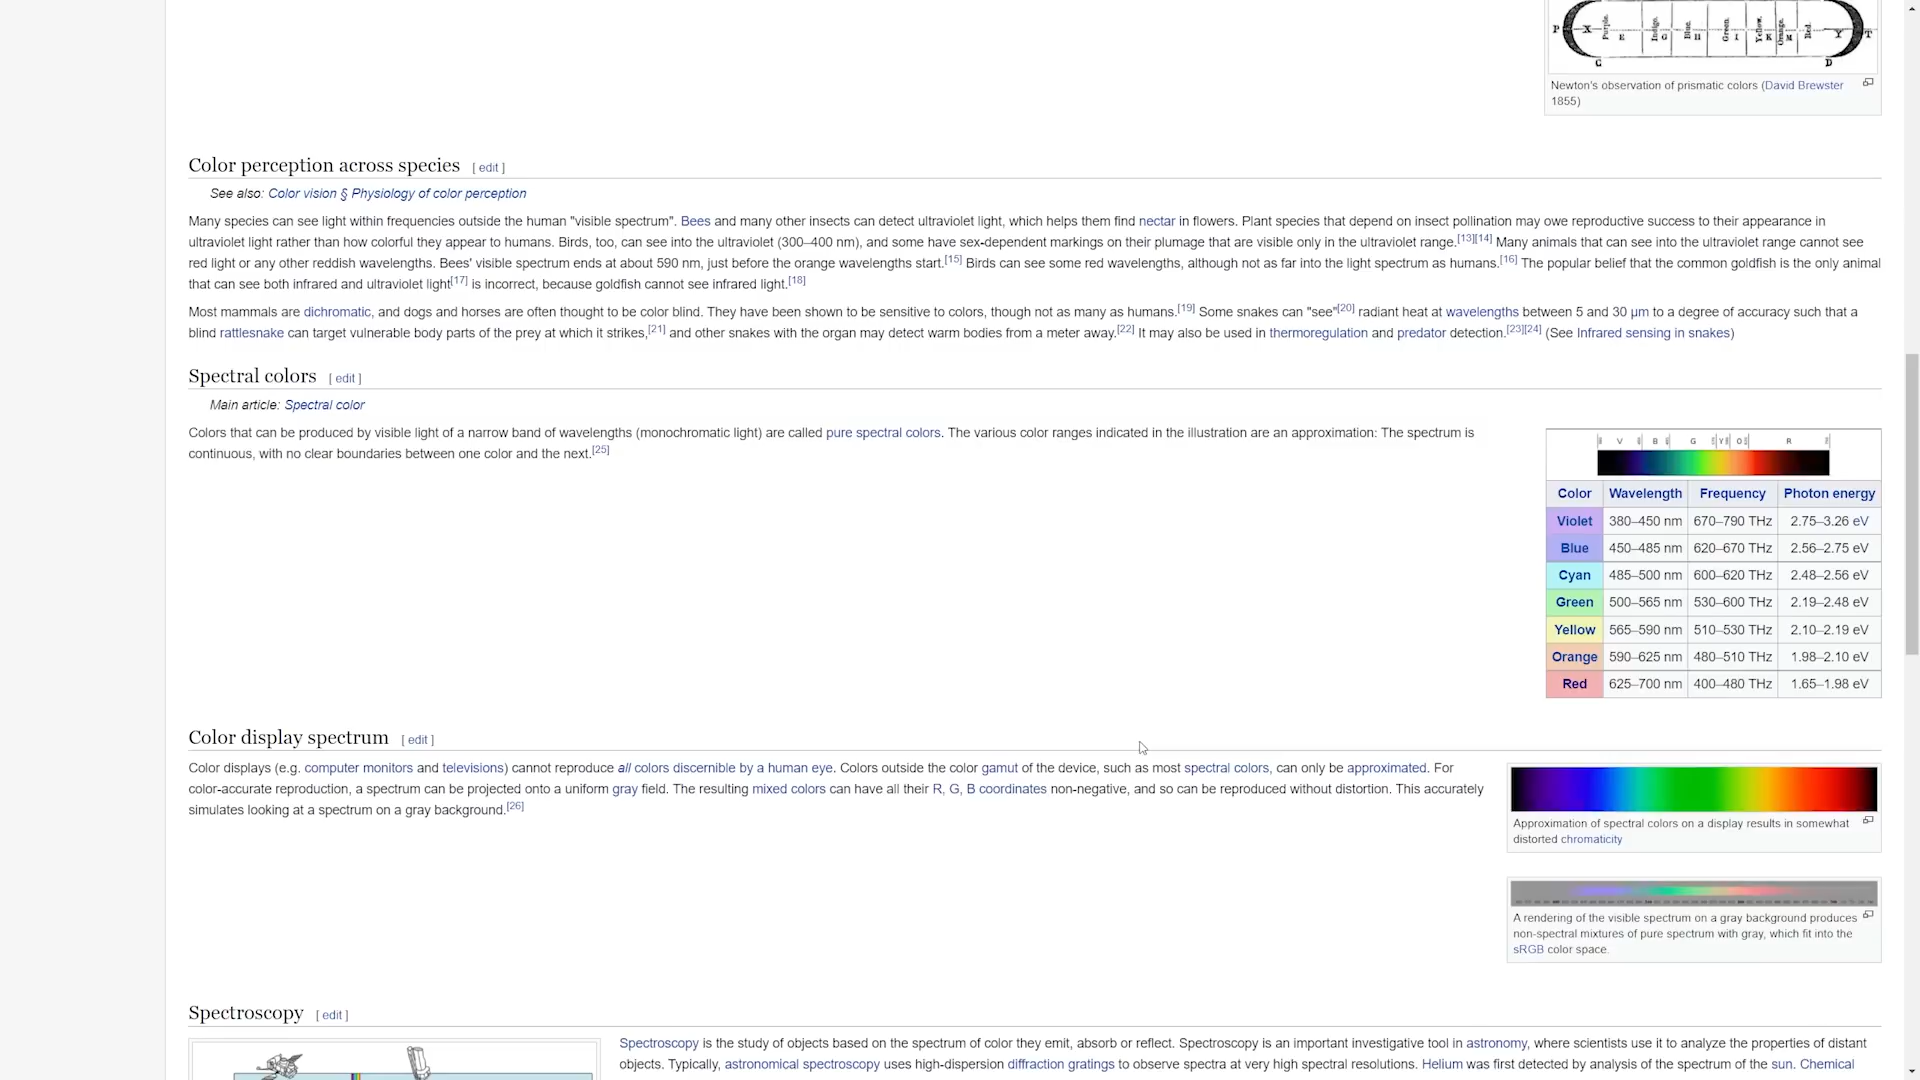 P X Purple. E Indigo. G Blue. H Green. I Yellow. K Orange. M Red. Y T
C D
Newton's observation of prismatic colors (David Brewster
1855)
Color perception across species [ edit ]
See also: Color vision § Physiology of color perception
Many species can see light within frequencies outside the human "visible spectrum". Bees and many other insects can detect ultraviolet light, which helps them find nectar in flowers. Plant species that depend on insect pollination may owe reproductive success to their appearance in
ultraviolet light rather than how colorful they appear to humans. Birds, too, can see into the ultraviolet (300–400 nm), and some have sex-dependent markings on their plumage that are visible only in the ultraviolet range.[13][14] Many animals that can see into the ultraviolet range cannot see
red light or any other reddish wavelengths. Bees' visible spectrum ends at about 590 nm, just before the orange wavelengths start.[15] Birds can see some red wavelengths, although not as far into the light spectrum as humans.[16] The popular belief that the common goldfish is the only animal
that can see both infrared and ultraviolet light[17] is incorrect, because goldfish cannot see infrared light.[18]
Most mammals are dichromatic, and dogs and horses are often thought to be color blind. They have been shown to be sensitive to colors, though not as many as humans.[19] Some snakes can "see"[20] radiant heat at wavelengths between 5 and 30 μm to a degree of accuracy such that a
blind rattlesnake can target vulnerable body parts of the prey at which it strikes,[21] and other snakes with the organ may detect warm bodies from a meter away.[22] It may also be used in thermoregulation and predator detection.[23][24] (See Infrared sensing in snakes)
Spectral colors [ edit ]
Main article: Spectral color
Colors that can be produced by visible light of a narrow band of wavelengths (monochromatic light) are called pure spectral colors. The various color ranges indicated in the illustration are an approximation: The spectrum is
continuous, with no clear boundaries between one color and the next.[25]
V B G Y O R
Color Wavelength Frequency Photon energy
Violet 380–450 nm 670–790 THz 2.75–3.26 eV
Blue 450–485 nm 620–670 THz 2.56–2.75 eV
Cyan 485–500 nm 600–620 THz 2.48–2.56 eV
Green 500–565 nm 530–600 THz 2.19–2.48 eV
Yellow 565–590 nm 510–530 THz 2.10–2.19 eV
Orange 590–625 nm 480–510 THz 1.98–2.10 eV
Red 625–700 nm 400–480 THz 1.65–1.98 eV
Color display spectrum [ edit ]
Color displays (e.g. computer monitors and televisions) cannot reproduce all colors discernible by a human eye. Colors outside the color gamut of the device, such as most spectral colors, can only be approximated. For
color-accurate reproduction, a spectrum can be projected onto a uniform gray field. The resulting mixed colors can have all their R, G, B coordinates non-negative, and so can be reproduced without distortion. This accurately
simulates looking at a spectrum on a gray background.[26]
Approximation of spectral colors on a display results in somewhat
distorted chromaticity
A rendering of the visible spectrum on a gray background produces
non-spectral mixtures of pure spectrum with gray, which fit into the
sRGB color space.
Spectroscopy [ edit ]
Spectroscopy is the study of objects based on the spectrum of color they emit, absorb or reflect. Spectroscopy is an important investigative tool in astronomy, where scientists use it to analyze the properties of distant
objects. Typically, astronomical spectroscopy uses high-dispersion diffraction gratings to observe spectra at very high spectral resolutions. Helium was first detected by analysis of the spectrum of the sun. Chemical